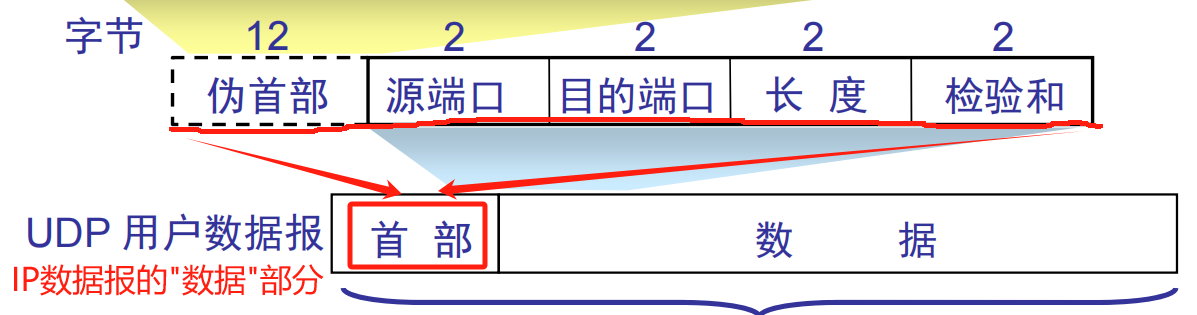 字节 12 2 2 2 2
伪首部 源端口 目的端口 长 度 检验和
UDP 用户数据报 首 部 数 据
IP数据报的"数据"部分